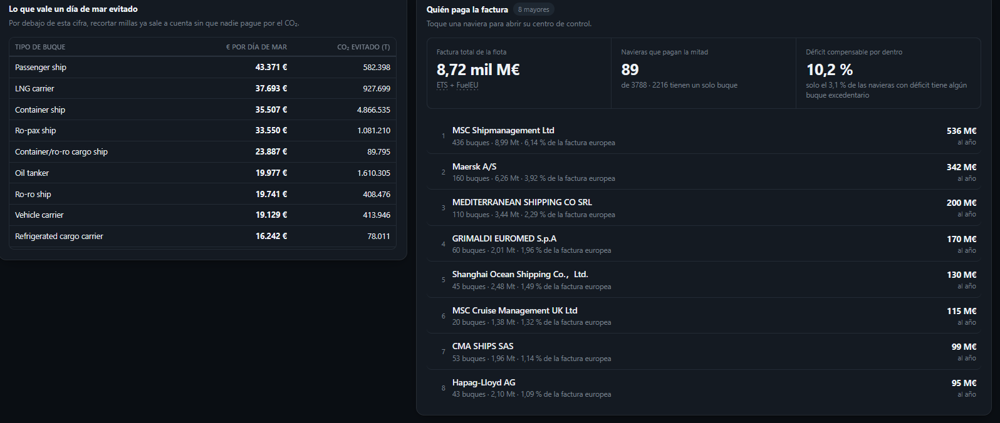 Lo que vale un día de mar evitado
Por debajo de esta cifra, recortar millas ya sale a cuenta sin que nadie pague por el CO₂.
TIPO DE BUQUE € POR DÍA DE MAR CO₂ EVITADO (T)
Passenger ship 43.371 € 582.398
LNG carrier 37.693 € 927.699
Container ship 35.507 € 4.866.535
Ro-pax ship 33.550 € 1.081.210
Container/ro-ro cargo ship 23.887 € 89.795
Oil tanker 19.977 € 1.610.305
Ro-ro ship 19.741 € 408.476
Vehicle carrier 19.129 € 413.946
Refrigerated cargo carrier 16.242 € 78.011
Quién paga la factura 8 mayores
Toque una naviera para abrir su centro de control.
Factura total de la flota
8,72 mil M€
ETS + FuelEU
Navieras que pagan la mitad
89
de 3788 · 2216 tienen un solo buque
Déficit compensable por dentro
10,2 %
solo el 3,1 % de las navieras con déficit tiene algún
buque excedentario
1 MSC Shipmanagement Ltd 536 M€
436 buques · 8,99 Mt · 6,14 % de la factura europea al año
2 Maersk A/S 342 M€
160 buques · 6,26 Mt · 3,92 % de la factura europea al año
3 MEDITERRANEAN SHIPPING CO SRL 200 M€
110 buques · 3,44 Mt · 2,29 % de la factura europea al año
4 GRIMALDI EUROMED S.p.A 170 M€
60 buques · 2,01 Mt · 1,96 % de la factura europea al año
5 Shanghai Ocean Shipping Co.，Ltd. 130 M€
45 buques · 2,48 Mt · 1,49 % de la factura europea al año
6 MSC Cruise Management UK Ltd 115 M€
20 buques · 1,38 Mt · 1,32 % de la factura europea al año
7 CMA SHIPS SAS 99 M€
53 buques · 1,96 Mt · 1,14 % de la factura europea al año
8 Hapag-Lloyd AG 95 M€
43 buques · 2,10 Mt · 1,09 % de la factura europea al año